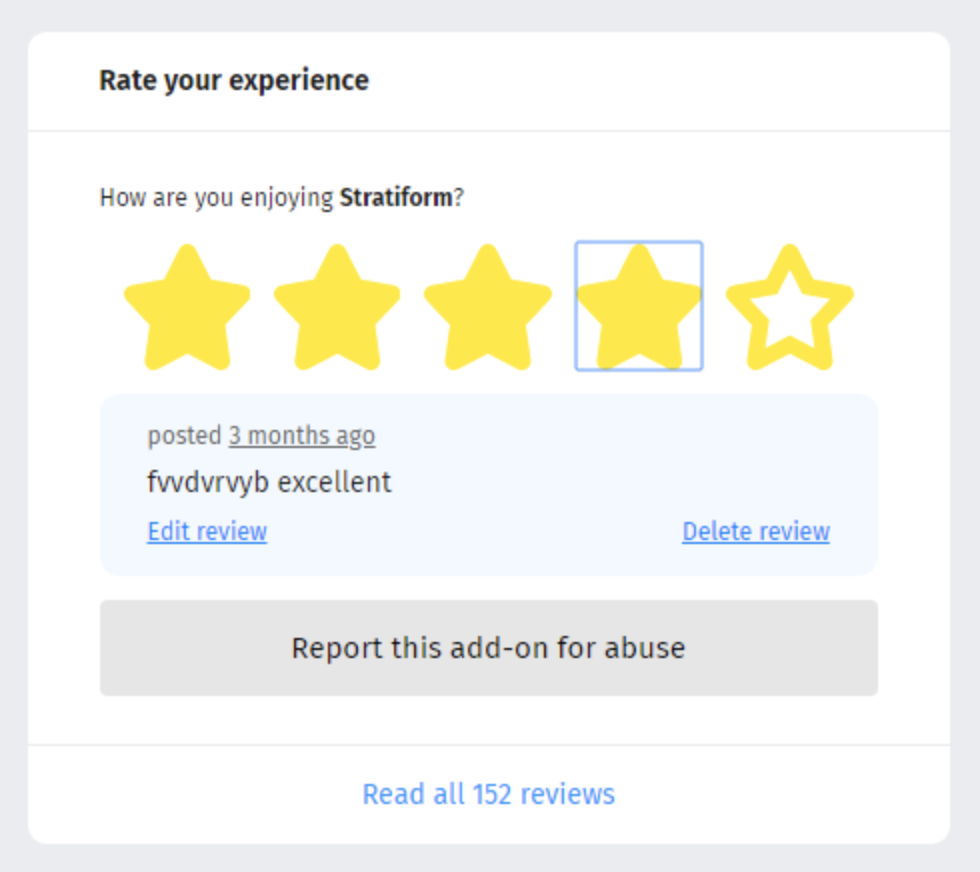 Rate your experience
How are you enjoying Stratiform?
posted 3 months ago
fvvdvrvyb excellent
Edit review
Delete review
Report this add-on for abuse
Read all 152 reviews